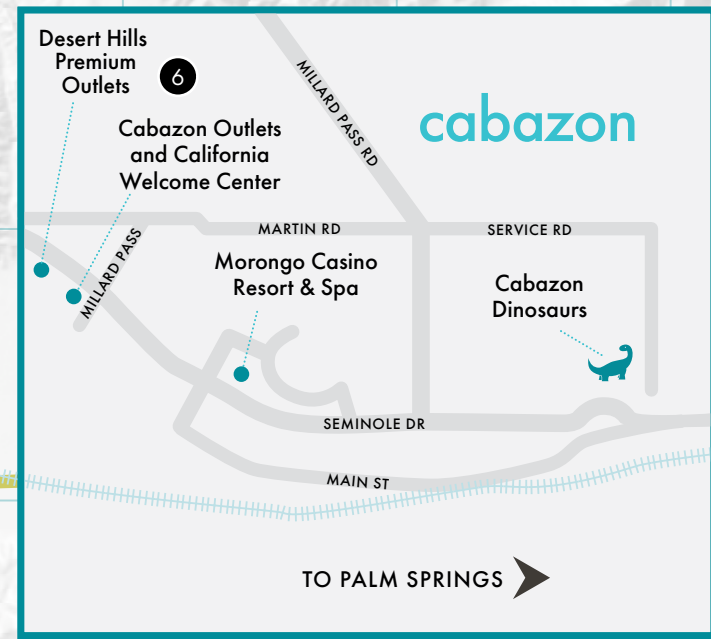 Desert Hills
Premium
Outlets
6
Cabazon Outlets
and California
Welcome Center
MILLARD PASS RD
cabazon
MARTIN RD
SERVICE RD
MILLARD PASS
Morongo Casino
Resort & Spa
Cabazon
Dinosaurs
SEMINOLE DR
MAIN ST
TO PALM SPRINGS